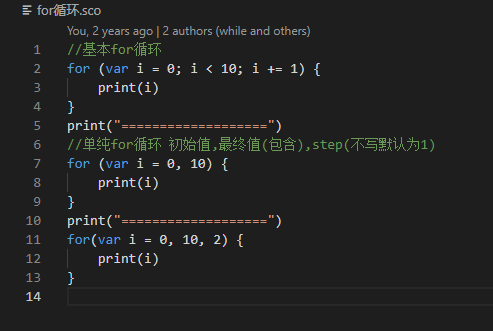 for循环.sco
You, 2 years ago | 2 authors (while and others)
1 //基本for循环
2 for (var i = 0; i < 10; i += 1) {
3     print(i)
4 }
5 print("===================")
6 //单纯for循环 初始值,最终值(包含),step(不写默认为1)
7 for (var i = 0, 10) {
8     print(i)
9 }
10 print("===================")
11 for(var i = 0, 10, 2) {
12     print(i)
13 }
14